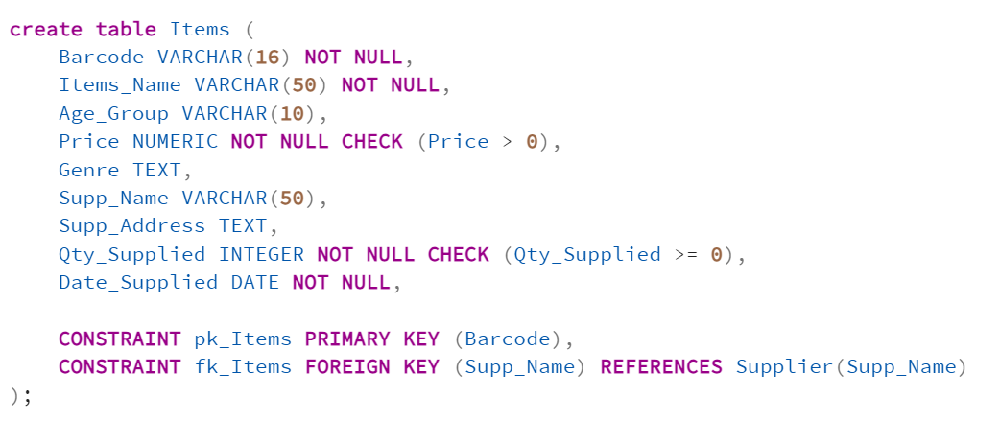 create table Items (
Barcode VARCHAR(16) NOT NULL,
Items_Name VARCHAR(50) NOT NULL,
Age_Group VARCHAR(10),
Price NUMERIC NOT NULL CHECK (Price > 0),
Genre TEXT,
Supp_Name VARCHAR(50),
Supp_Address TEXT,
Qty_Supplied INTEGER NOT NULL CHECK (Qty_Supplied >= 0),
Date_Supplied DATE NOT NULL,
CONSTRAINT pk_Items PRIMARY KEY (Barcode),
CONSTRAINT fk_Items FOREIGN KEY (Supp_Name) REFERENCES Supplier(Supp_Name)
);